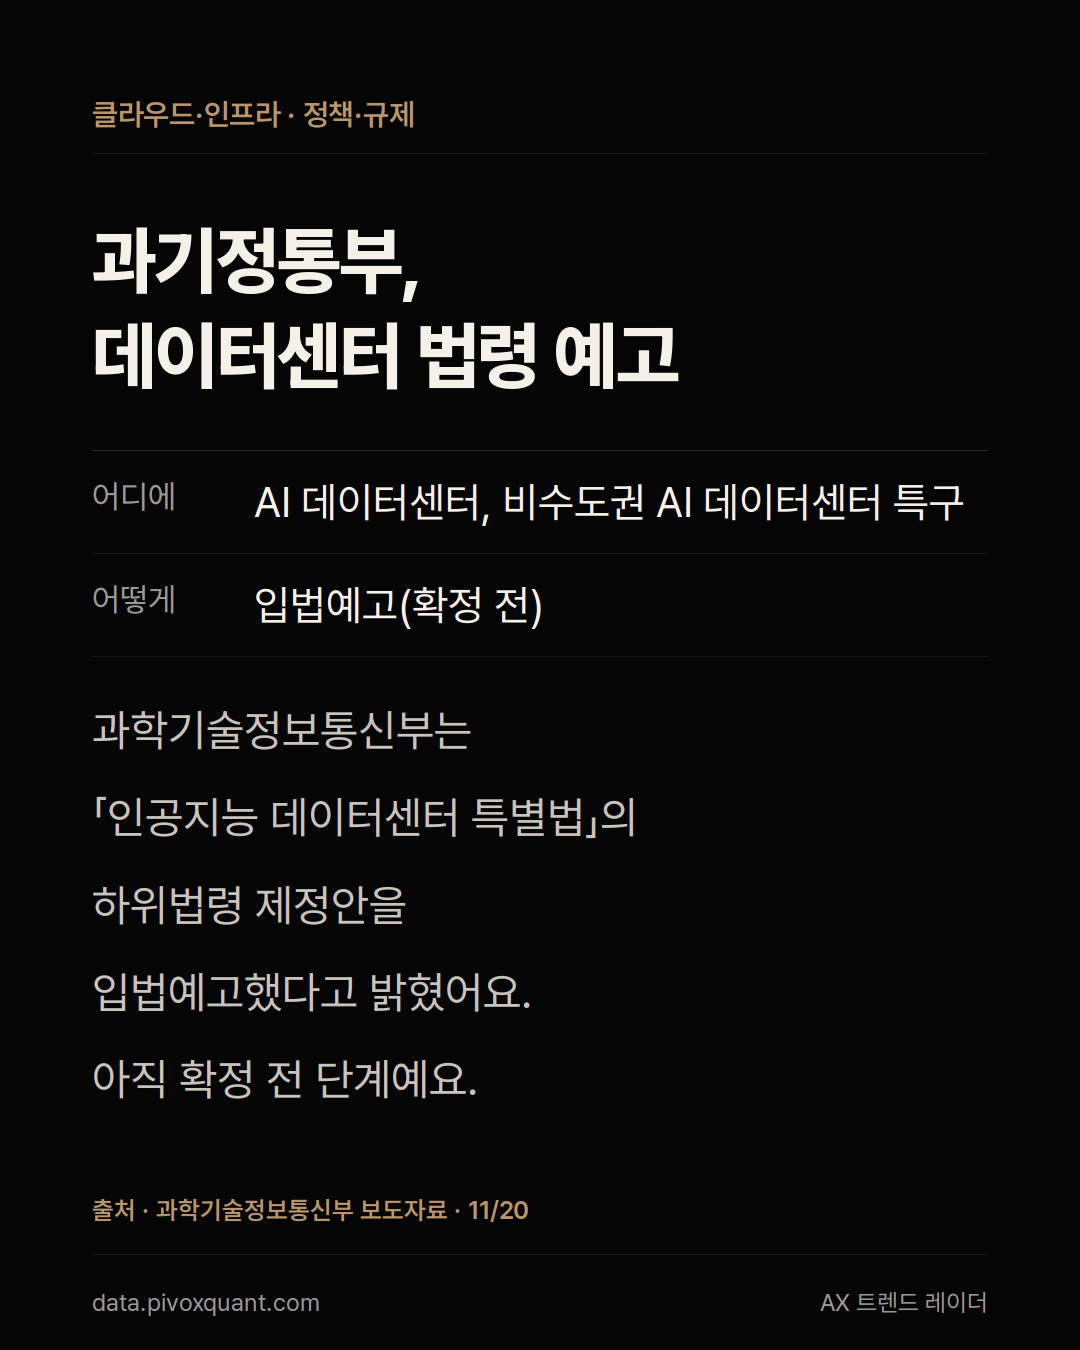 클라우드·인프라 · 정책·규제
과기정통부,
데이터센터 법령 예고
어디에 AI 데이터센터, 비수도권 AI 데이터센터 특구
어떻게 입법예고(확정 전)
과학기술정보통신부는
「인공지능 데이터센터 특별법」의
하위법령 제정안을
입법예고했다고 밝혔어요.
아직 확정 전 단계예요.
출처 · 과학기술정보통신부 보도자료 · 11/20
data.pivoxquant.com AX 트렌드 레이더